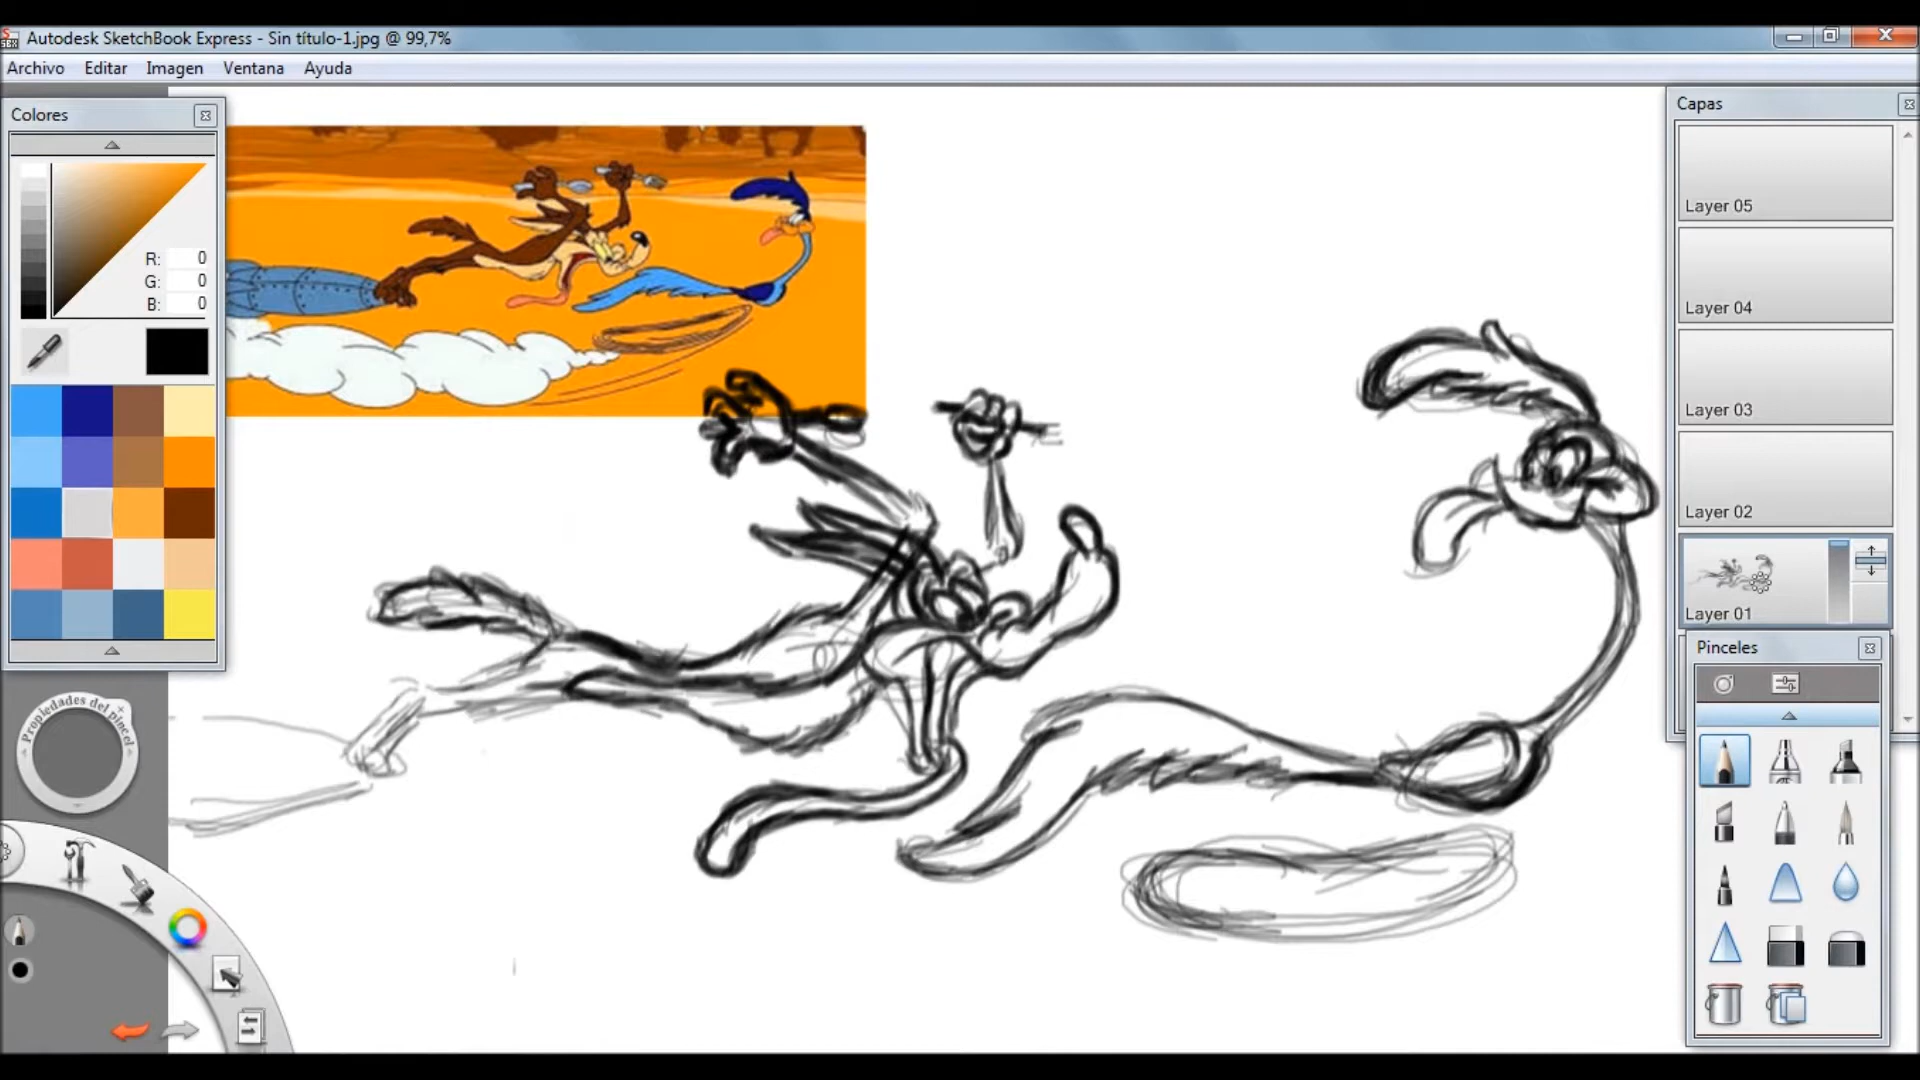 Autodesk SketchBook Express - Sin título-1.jpg @ 99,7%
Archivo Editar Imagen Ventana Ayuda
Colores
R: 0
G: 0
B: 0
Propiedades del pincel
Capas
Layer 05
Layer 04
Layer 03
Layer 02
Layer 01
Pinceles